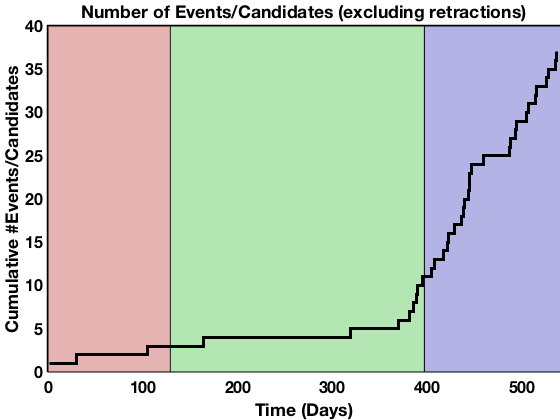 Number of Events/Candidates (excluding retractions)
Cumulative #Events/Candidates
40
35
30
25
20
15
10
5
0
0 100 200 300 400 500
Time (Days)